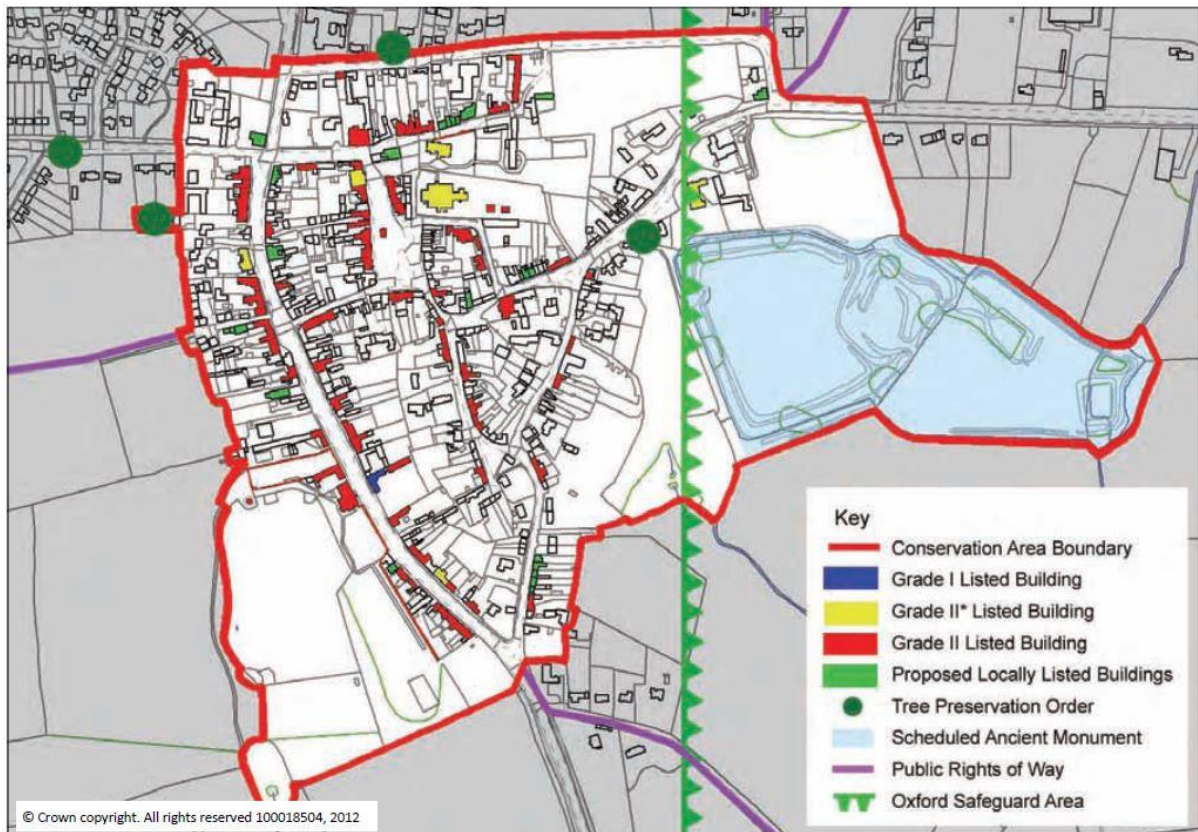 Key
Conservation Area Boundary
Grade I Listed Building
Grade II* Listed Building
Grade II Listed Building
Proposed Locally Listed Buildings
Tree Preservation Order
Scheduled Ancient Monument
Public Rights of Way
Oxford Safeguard Area
© Crown copyright. All rights reserved 100018504, 2012